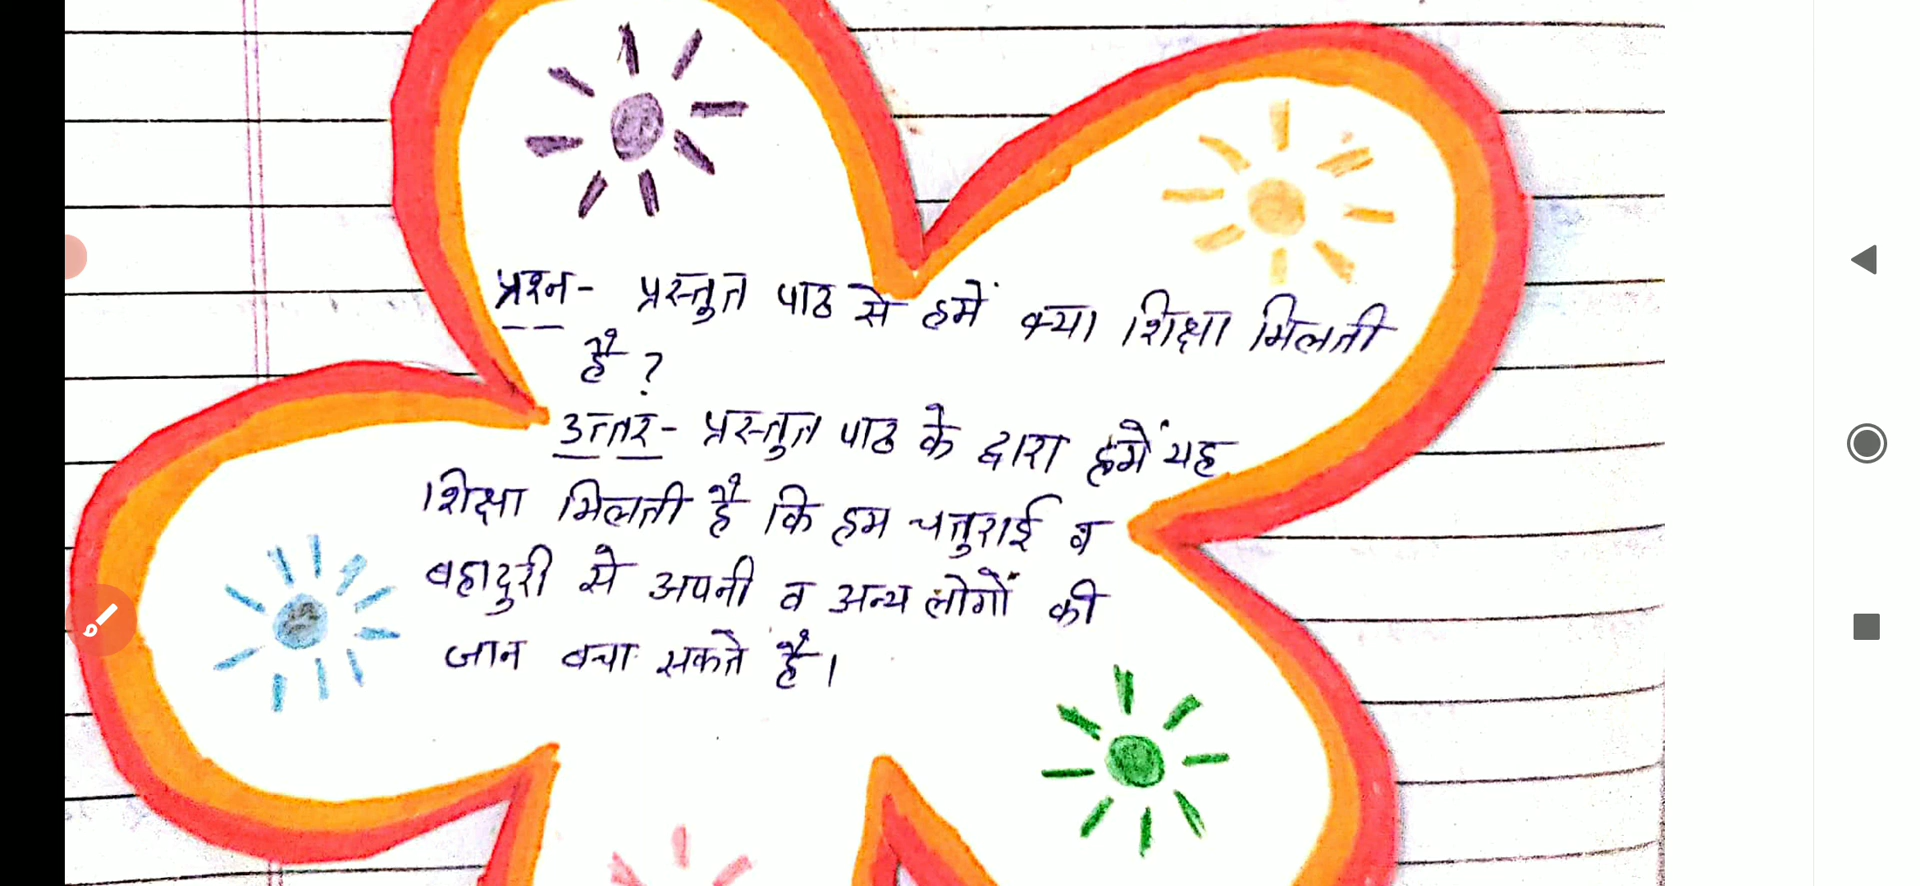 प्रश्न- प्रस्तुत पाठ से हमें क्या शिक्षा मिलती
है ?
उत्तर- प्रस्तुत पाठ के द्वारा हमें यह
शिक्षा मिलती है कि हम चतुराई व
बहादुरी से अपनी व अन्य लोगों की
जान बचा सकते है।